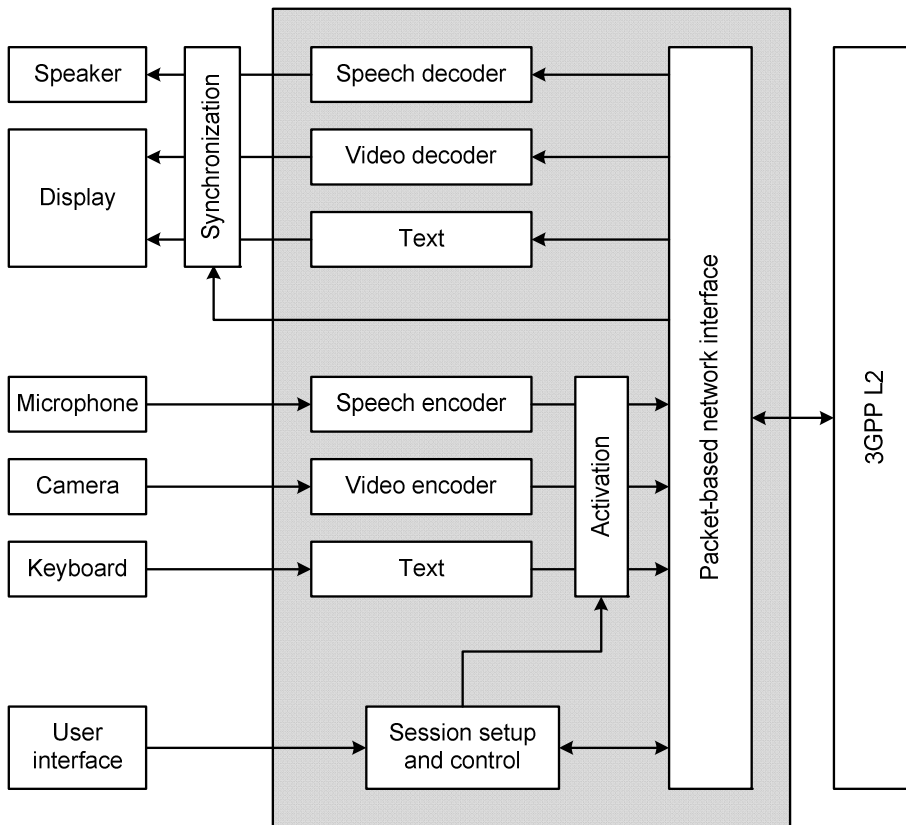 Speaker
Speech decoder
Synchronization
Display
Video decoder
Text
Packet-based network interface
3GPP L2
Microphone
Speech encoder
Activation
Camera
Video encoder
Keyboard
Text
User
interface
Session setup
and control